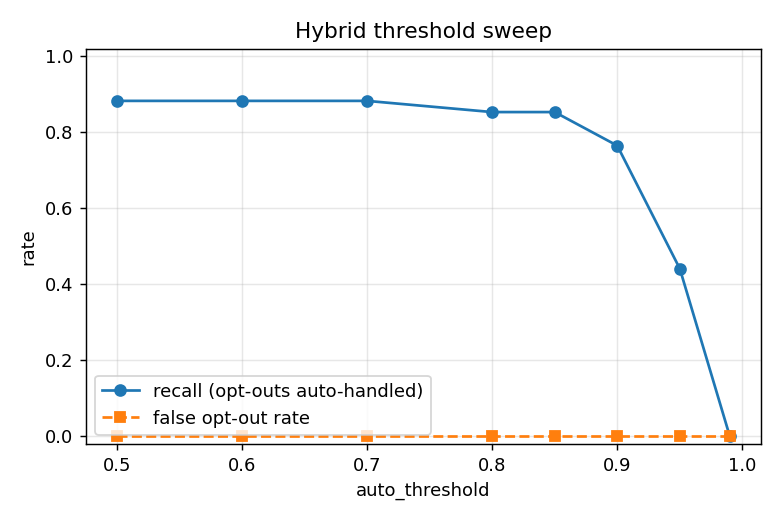 Hybrid threshold sweep
1.0
0.8
0.6
0.4
0.2
0.0
rate
recall (opt-outs auto-handled)
false opt-out rate
0.5 0.6 0.7 0.8 0.9 1.0
auto_threshold